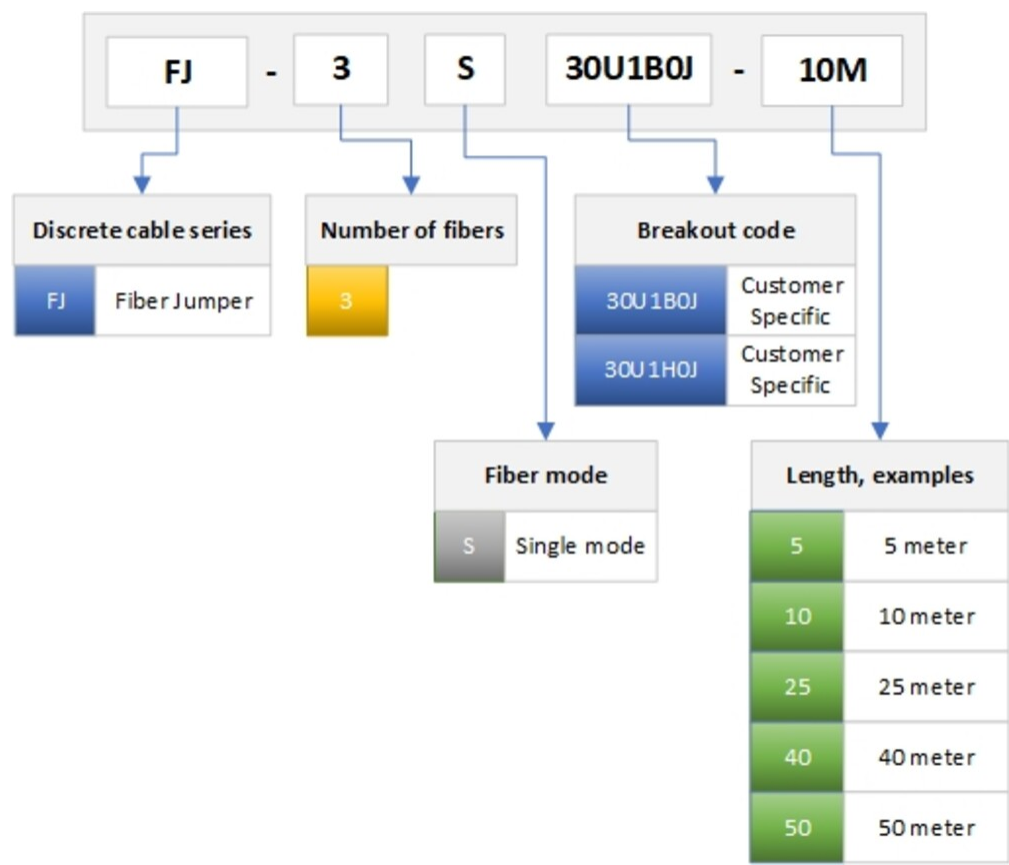 FJ - 3 S 30U1B0J - 10M
Discrete cable series
FJ Fiber Jumper
Number of fibers
3
Breakout code
30U1B0J Customer
Specific
30U1H0J Customer
Specific
Fiber mode
S Single mode
Length, examples
5 5 meter
10 10 meter
25 25 meter
40 40 meter
50 50 meter